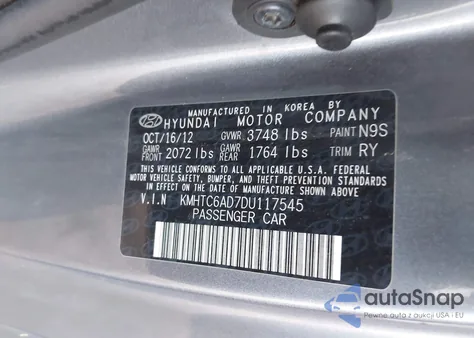 MANUFACTURED IN KOREA BY
HYUNDAI MOTOR COMPANY
OCT/16/12 GVWR 3748 lbs PAINT N9S
GAWR FRONT 2072 lbs GAWR REAR 1764 lbs TRIM RY
THIS VEHICLE CONFORMS TO ALL APPLICABLE U.S.A. FEDERAL
MOTOR VEHICLE SAFETY, BUMPER, AND THEFT PREVENTION
STANDARDS IN EFFECT ON THE DATE OF MANUFACTURE SHOWN ABOVE.
V.I.N KMHTC6AD7DU117545
PASSENGER CAR
autoSnap
Pewne auta z aukcji USA i EU